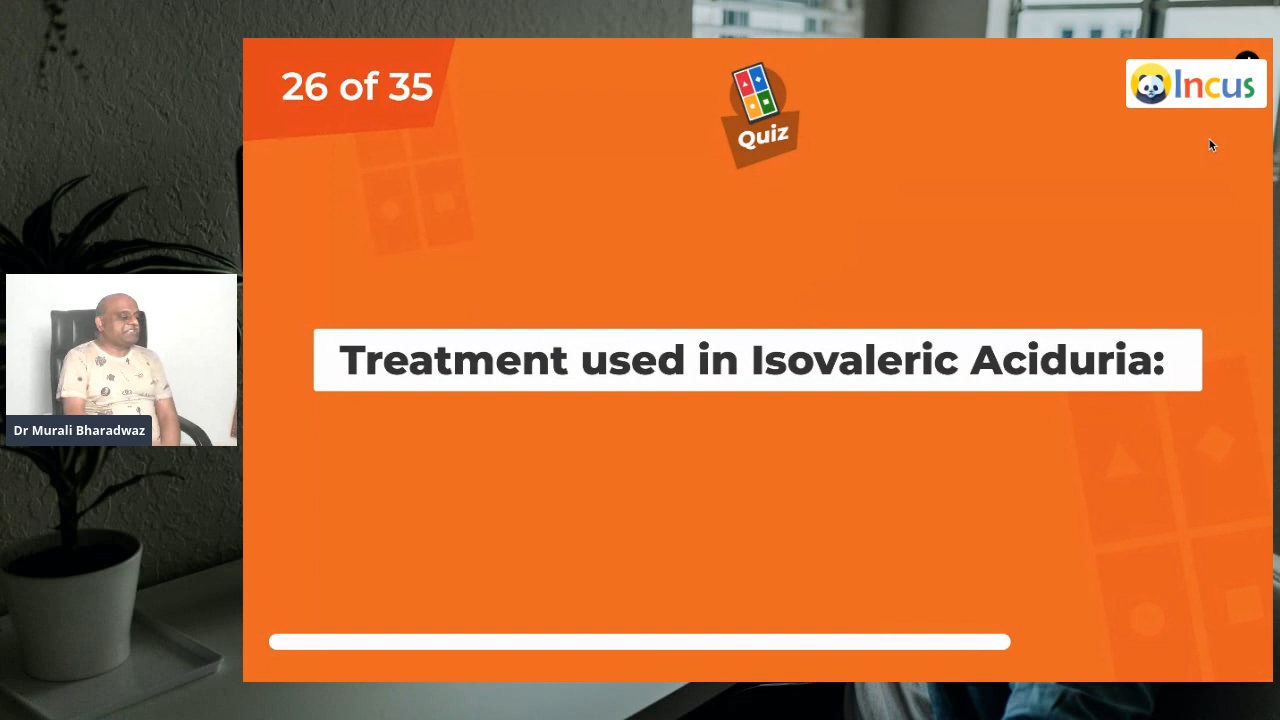 26 of 35
Quiz
Incus
Treatment used in Isovaleric Aciduria:
Dr Murali Bharadwaz